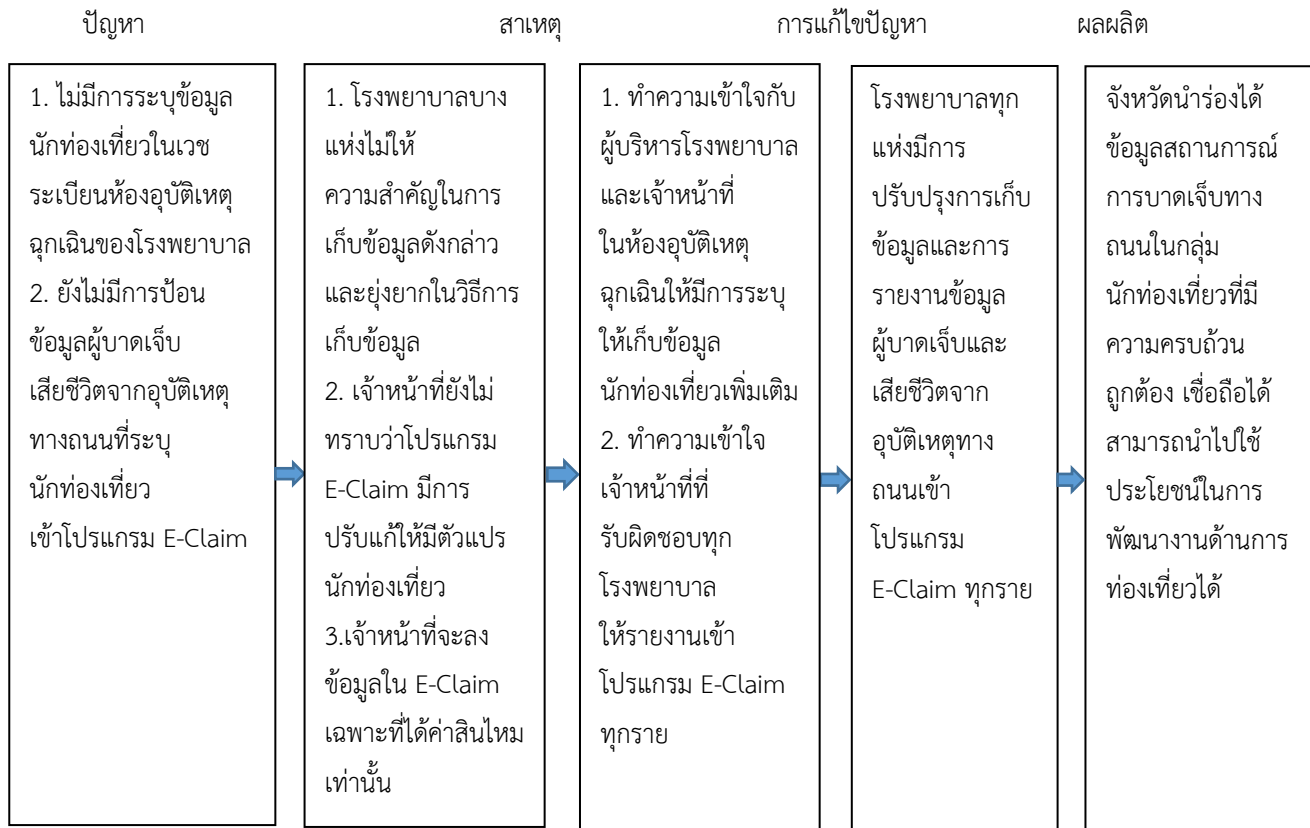 ปัญหา
สาเหตุ
การแก้ไขปัญหา
ผลผลิต
1. ไม่มีการระบุข้อมูล
นักท่องเที่ยวในเวช
ระเบียนห้องอุบัติเหตุ
ฉุกเฉินของโรงพยาบาล
2. ยังไม่มีการป้อน
ข้อมูลผู้บาดเจ็บ
เสียชีวิตจากอุบัติเหตุ
ทางถนนที่ระบุ
นักท่องเที่ยว
เข้าโปรแกรม E-Claim
1. โรงพยาบาลบาง
แห่งไม่ให้
ความสำคัญในการ
เก็บข้อมูลดังกล่าว
และยุ่งยากในวิธีการ
เก็บข้อมูล
2. เจ้าหน้าที่ยังไม่
ทราบว่าโปรแกรม
E-Claim มีการ
ปรับแก้ให้มีตัวแปร
นักท่องเที่ยว
3.เจ้าหน้าที่จะลง
ข้อมูลใน E-Claim
เฉพาะที่ได้ค่าสินไหม
เท่านั้น
1. ทำความเข้าใจกับ
ผู้บริหารโรงพยาบาล
และเจ้าหน้าที่
ในห้องอุบัติเหตุ
ฉุกเฉินให้มีการระบุ
ให้เก็บข้อมูล
นักท่องเที่ยวเพิ่มเติม
2. ทำความเข้าใจ
เจ้าหน้าที่ที่
รับผิดชอบทุก
โรงพยาบาล
ให้รายงานเข้า
โปรแกรม E-Claim
ทุกราย
โรงพยาบาลทุก
แห่งมีการ
ปรับปรุงการเก็บ
ข้อมูลและการ
รายงานข้อมูล
ผู้บาดเจ็บและ
เสียชีวิตจาก
อุบัติเหตุทาง
ถนนเข้า
โปรแกรม
E-Claim ทุกราย
จังหวัดนำร่องได้
ข้อมูลสถานการณ์
การบาดเจ็บทาง
ถนนในกลุ่ม
นักท่องเที่ยวที่มี
ความครบถ้วน
ถูกต้อง เชื่อถือได้
สามารถนำไปใช้
ประโยชน์ในการ
พัฒนางานด้านการ
ท่องเที่ยวได้